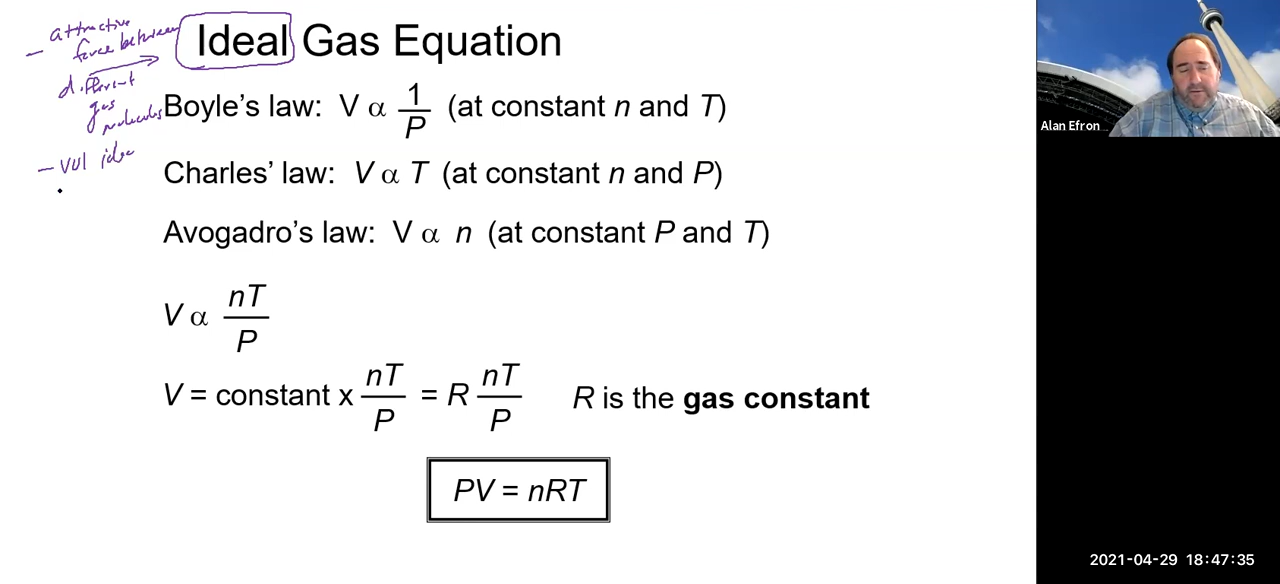 Ideal Gas Equation
– attractive
force between
different
gas
molecules
– vol idea
Boyle's law: V α 1/P (at constant n and T)
Charles' law: V α T (at constant n and P)
Avogadro's law: V α n (at constant P and T)
V α nT/P
V = constant x nT/P = R nT/P R is the gas constant
PV = nRT
Alan Efron
2021-04-29 18:47:35